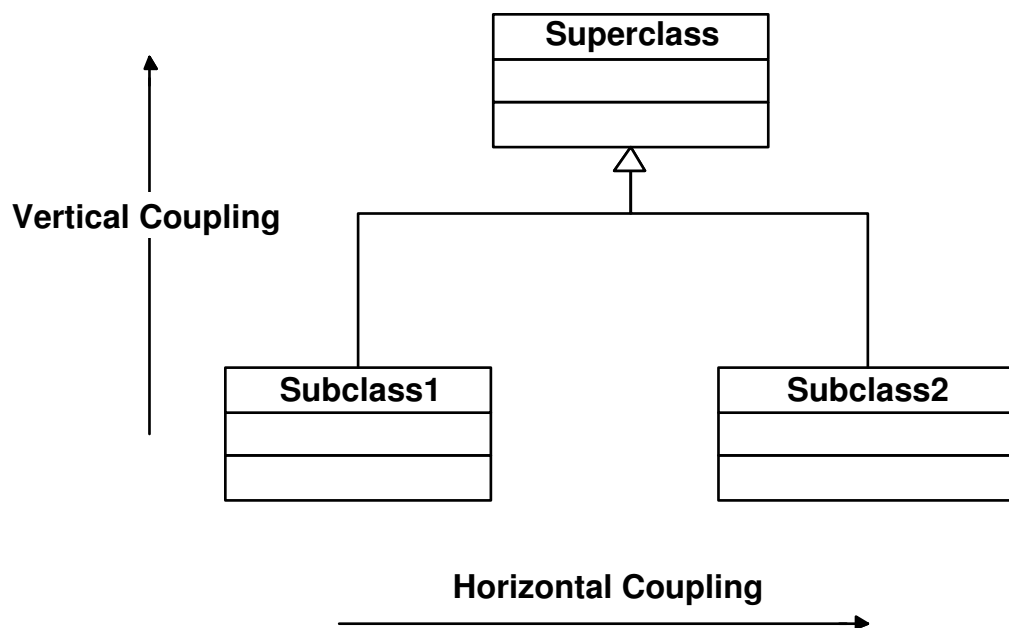 Superclass
Vertical Coupling
Subclass1
Subclass2
Horizontal Coupling